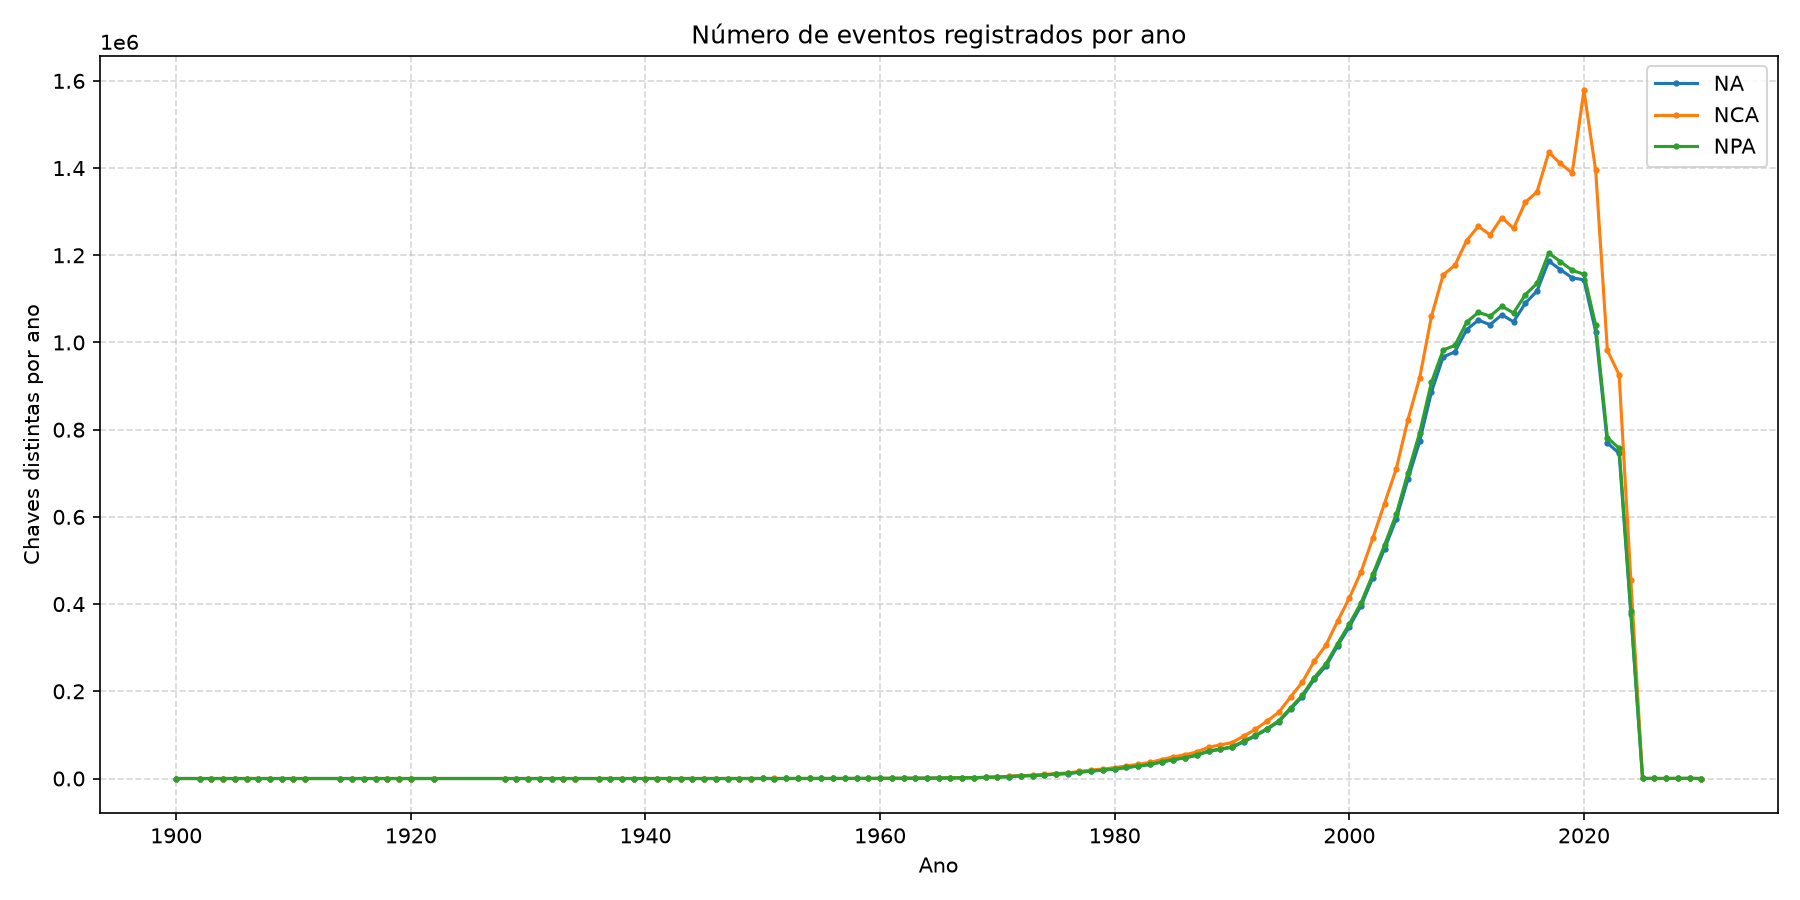 Número de eventos registrados por ano
1e6
1.6
1.4
1.2
1.0
0.8
0.6
0.4
0.2
0.0
Chaves distintas por ano
NA
NCA
NPA
1900 1920 1940 1960 1980 2000 2020
Ano